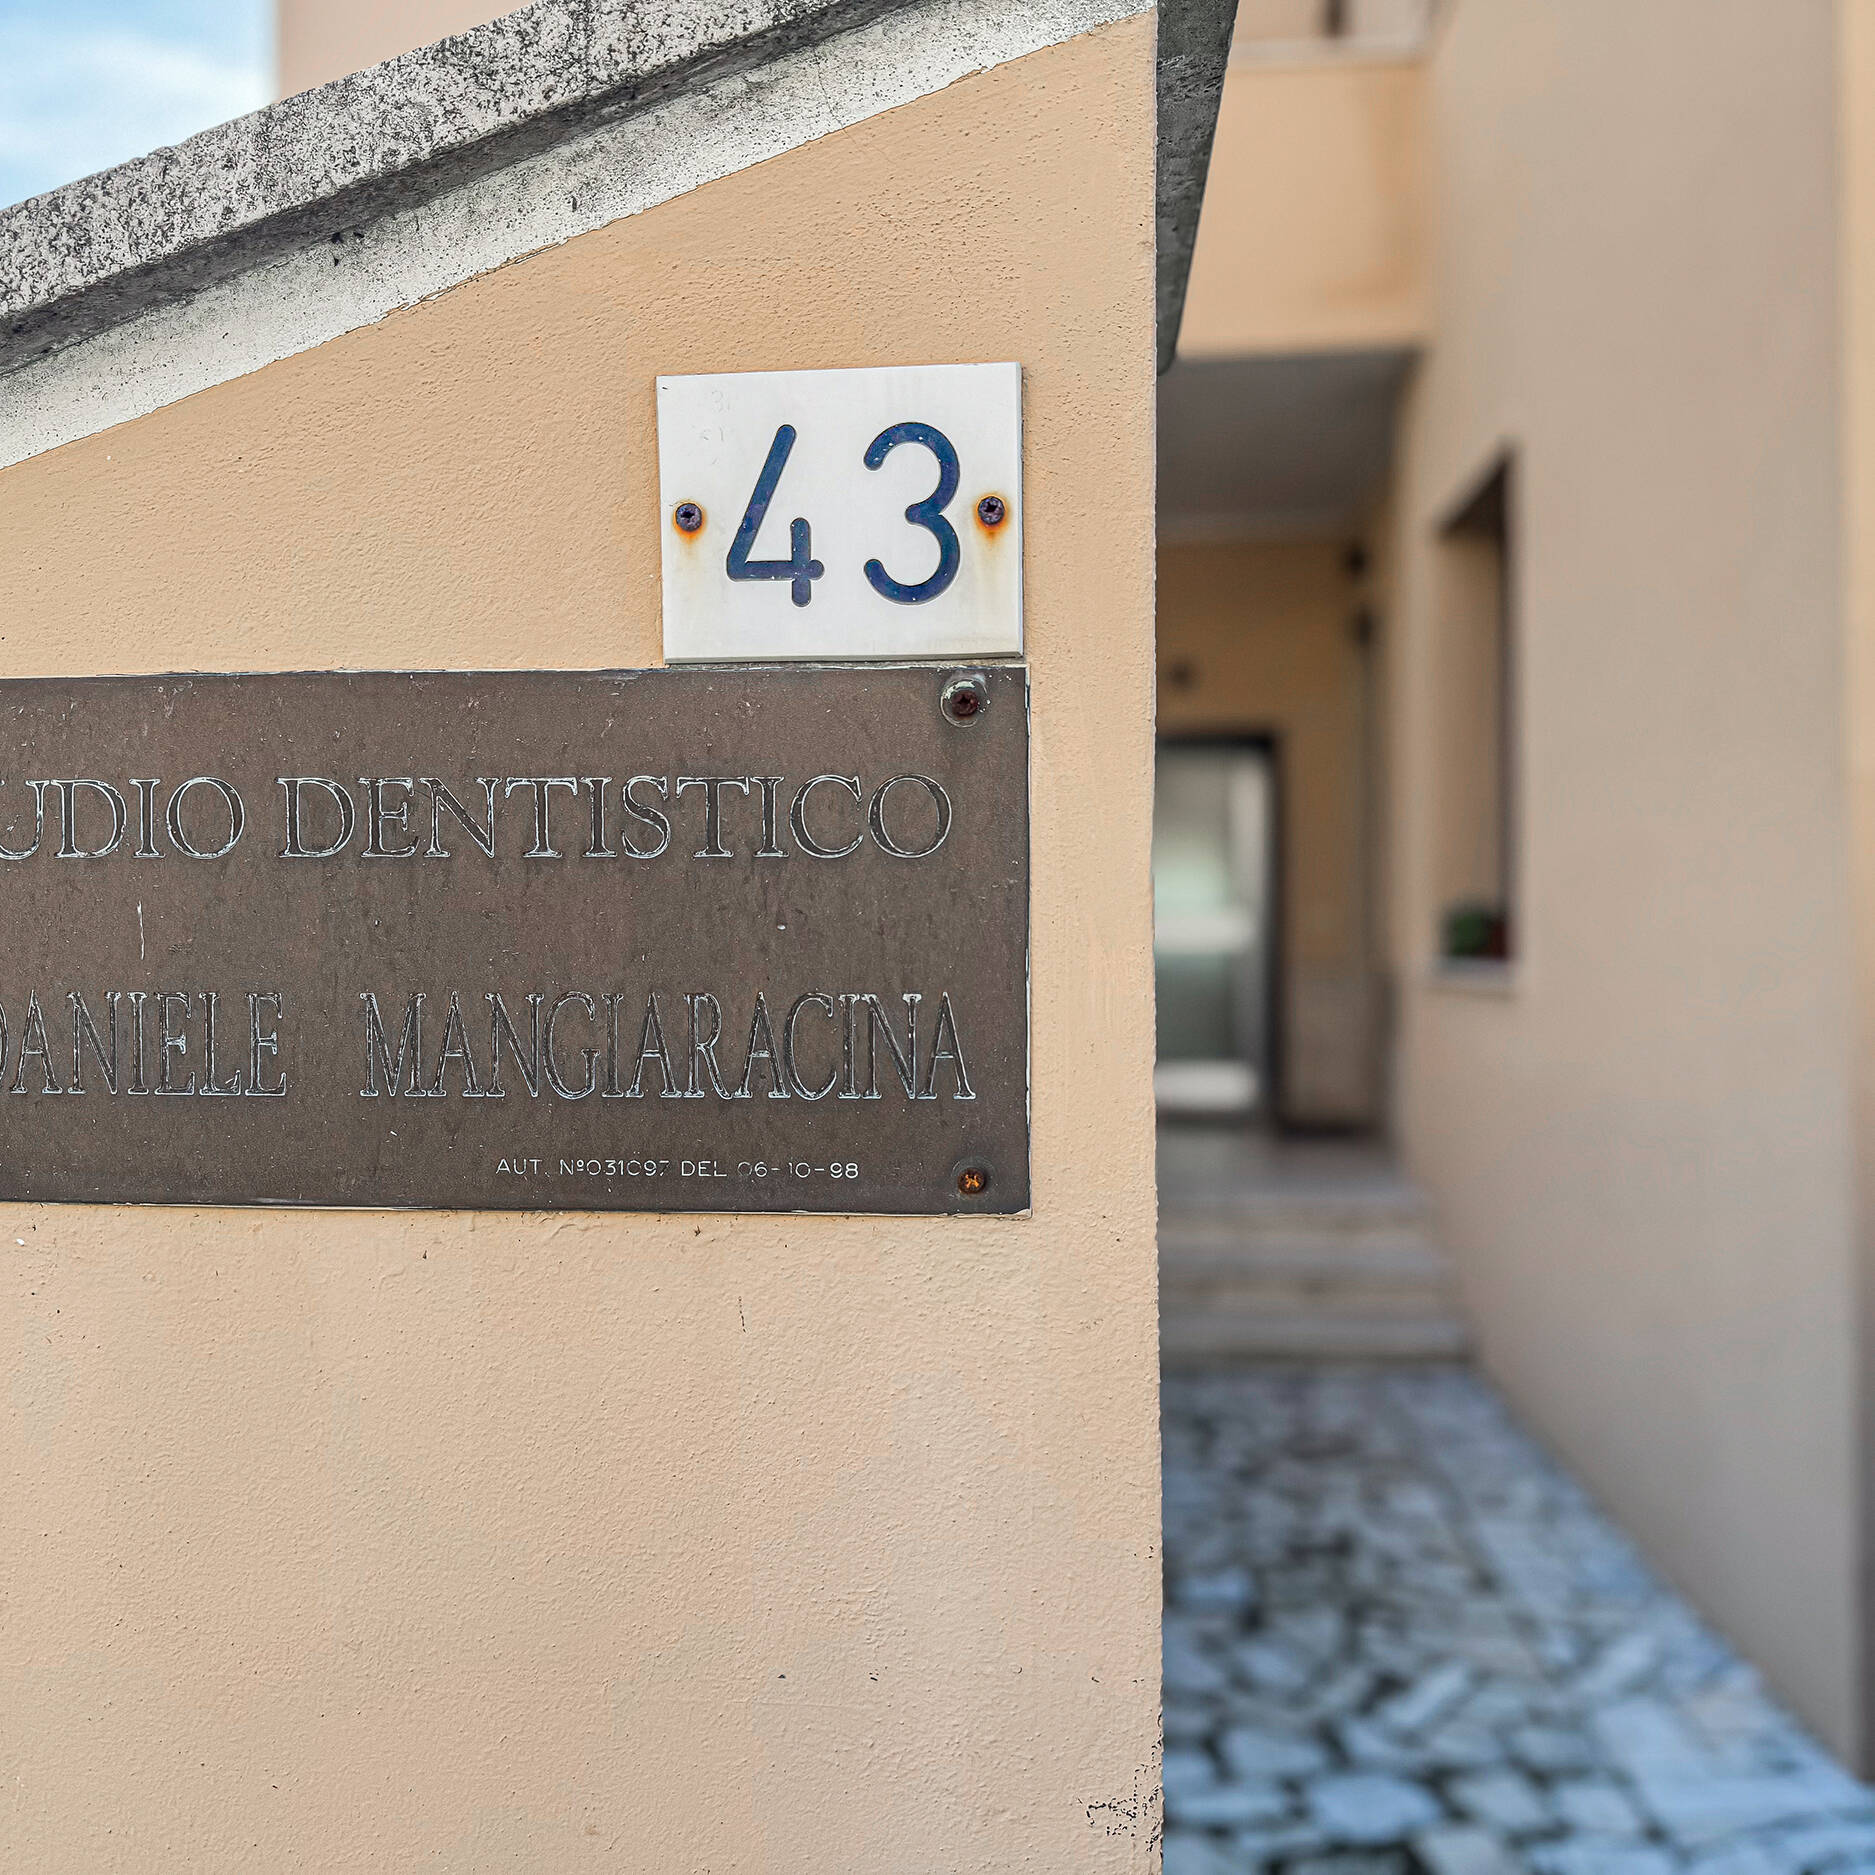 43
UDIO DENTISTICO
DANIELE MANGIARACINA
AUT. Nº031097 DEL 06-10-98